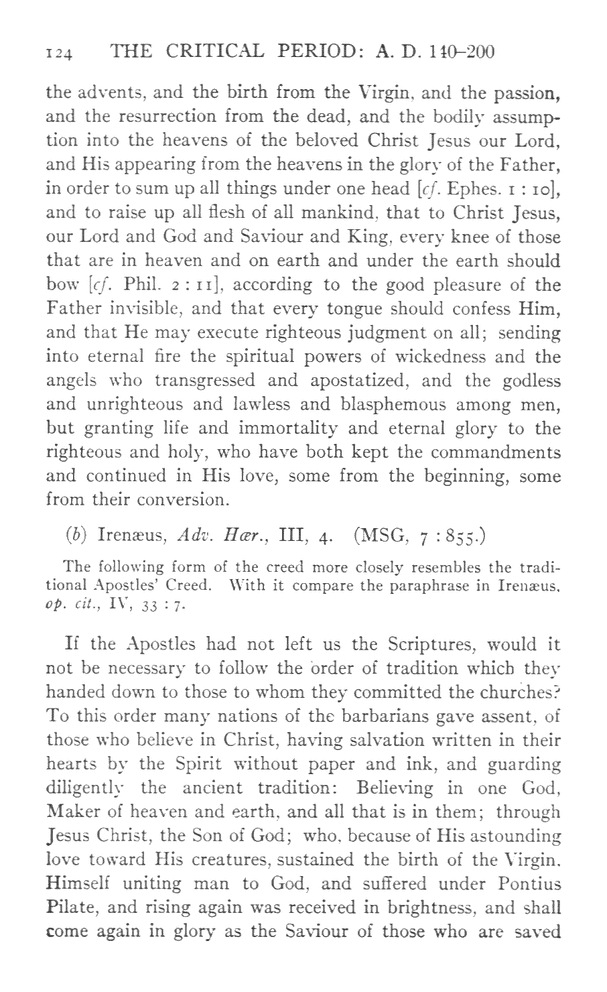 124 THE CRITICAL PERIOD: A. D. 140–200
the advents, and the birth from the Virgin, and the passion,
and the resurrection from the dead, and the bodily assump-
tion into the heavens of the beloved Christ Jesus our Lord,
and His appearing from the heavens in the glory of the Father,
in order to sum up all things under one head [cf. Ephes. 1 : 10],
and to raise up all flesh of all mankind, that to Christ Jesus,
our Lord and God and Saviour and King, every knee of those
that are in heaven and on earth and under the earth should
bow [cf. Phil. 2 : 11], according to the good pleasure of the
Father invisible, and that every tongue should confess Him,
and that He may execute righteous judgment on all; sending
into eternal fire the spiritual powers of wickedness and the
angels who transgressed and apostatized, and the godless
and unrighteous and lawless and blasphemous among men,
but granting life and immortality and eternal glory to the
righteous and holy, who have both kept the commandments
and continued in His love, some from the beginning, some
from their conversion.
(b) Irenæus, Adv. Hær., III, 4. (MSG, 7 : 855.)
The following form of the creed more closely resembles the tradi-
tional Apostles' Creed. With it compare the paraphrase in Irenæus,
op. cit., IV, 33 : 7.
If the Apostles had not left us the Scriptures, would it
not be necessary to follow the order of tradition which they
handed down to those to whom they committed the churches?
To this order many nations of the barbarians gave assent, of
those who believe in Christ, having salvation written in their
hearts by the Spirit without paper and ink, and guarding
diligently the ancient tradition: Believing in one God,
Maker of heaven and earth, and all that is in them; through
Jesus Christ, the Son of God; who, because of His astounding
love toward His creatures, sustained the birth of the Virgin,
Himself uniting man to God, and suffered under Pontius
Pilate, and rising again was received in brightness, and shall
come again in glory as the Saviour of those who are saved